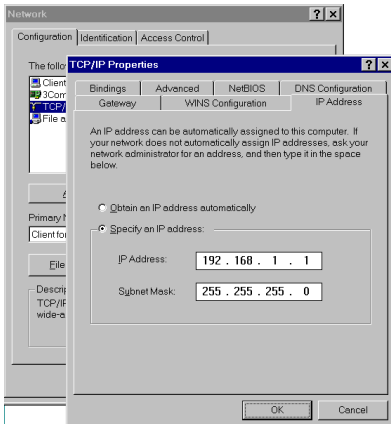 Network
Configuration Identification Access Control
The follo
Client
3Com
TCP/
File a
Primary N
Client for
File
Descrip
TCP/IP
wide-a
TCP/IP Properties
Bindings Advanced NetBIOS DNS Configuration
Gateway WINS Configuration IP Address
An IP address can be automatically assigned to this computer. If
your network does not automatically assign IP addresses, ask your
network administrator for an address, and then type it in the space
below.
Obtain an IP address automatically
Specify an IP address:
IP Address: 192 . 168 . 1 . 1
Subnet Mask: 255 . 255 . 255 . 0
OK Cancel